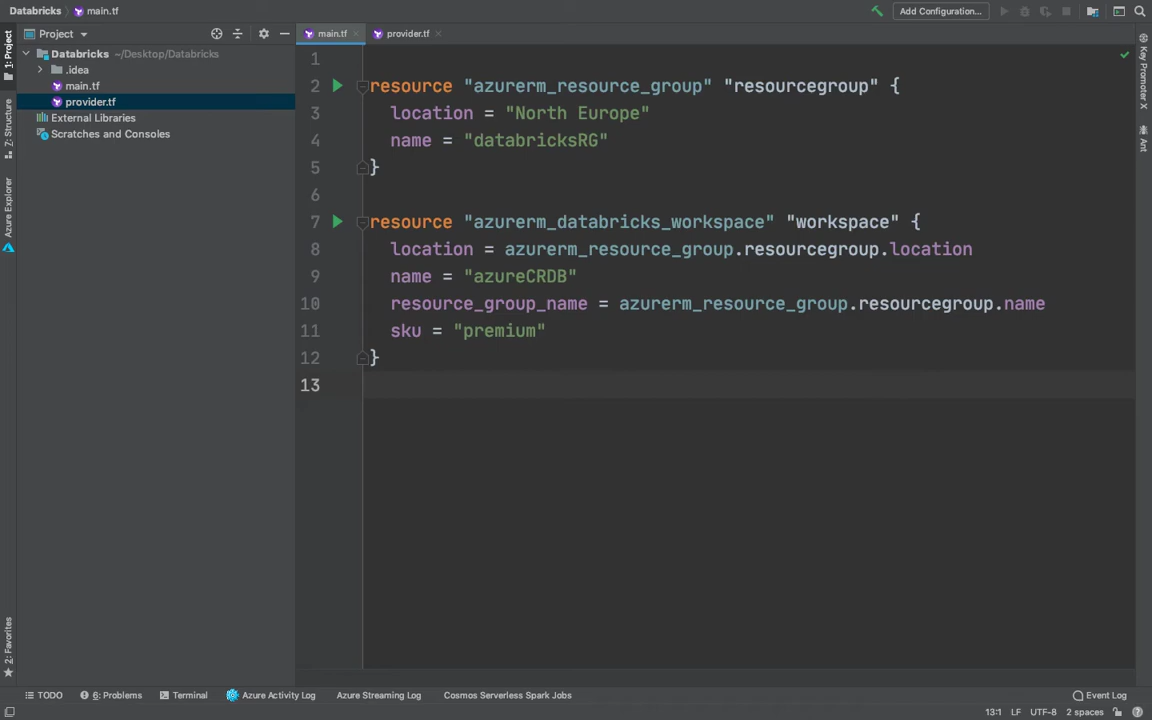 Databricks main.tf
Add Configuration...
Project
main.tf
provider.tf
1: Project
Z: Structure
Azure Explorer
2: Favorites
Key Promoter X
Ant
Databricks ~/Desktop/Databricks
.idea
main.tf
provider.tf
External Libraries
Scratches and Consoles
1
2 resource "azurerm_resource_group" "resourcegroup" {
3 location = "North Europe"
4 name = "databricksRG"
5 }
6
7 resource "azurerm_databricks_workspace" "workspace" {
8 location = azurerm_resource_group.resourcegroup.location
9 name = "azureCRDB"
10 resource_group_name = azurerm_resource_group.resourcegroup.name
11 sku = "premium"
12 }
13
TODO 6: Problems Terminal Azure Activity Log Azure Streaming Log Cosmos Serverless Spark Jobs Event Log
13:1 LF UTF-8 2 spaces